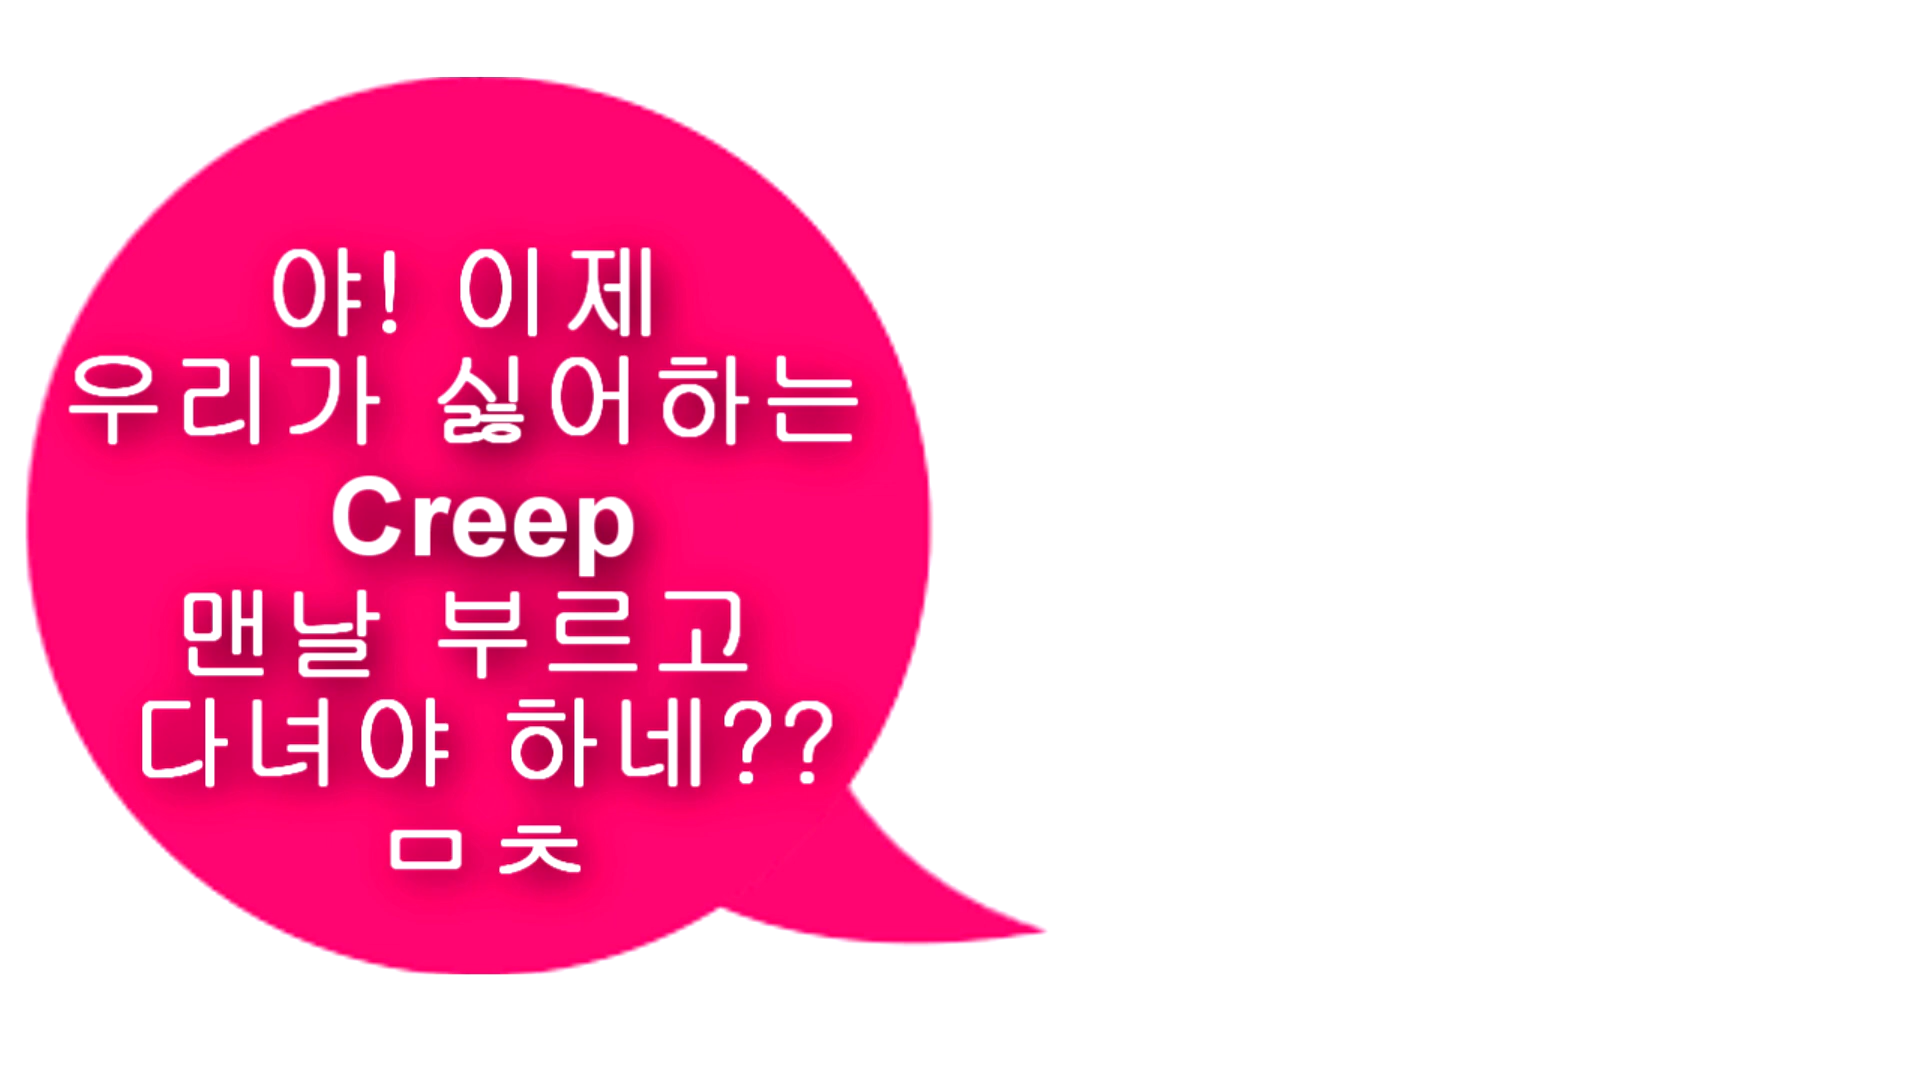 야! 이제
우리가 싫어하는
Creep
맨날 부르고
다녀야 하네??
ㅁㅊ